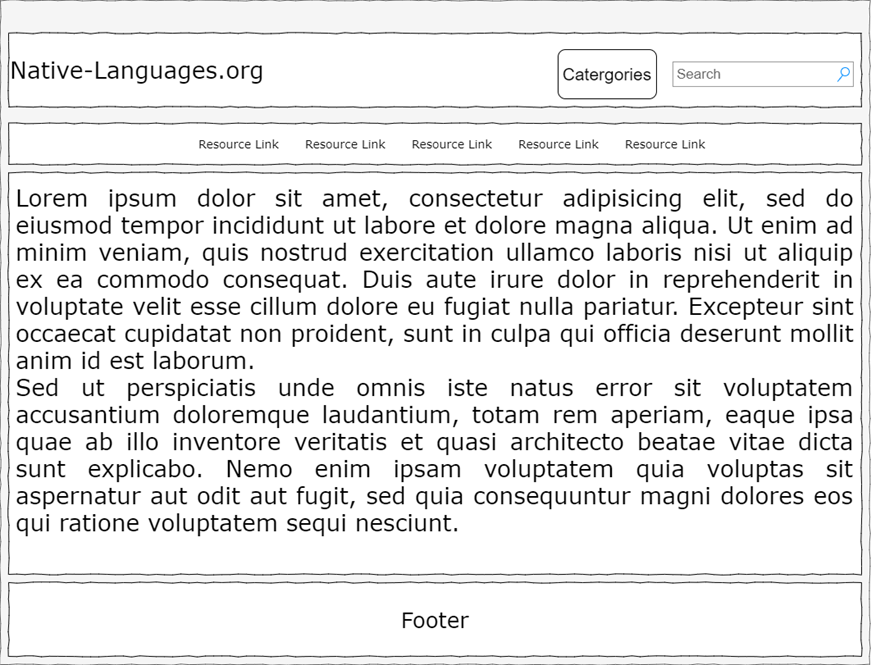 Native-Languages.org
Catergories
Search
Resource Link Resource Link Resource Link Resource Link Resource Link
Lorem ipsum dolor sit amet, consectetur adipisicing elit, sed do
eiusmod tempor incididunt ut labore et dolore magna aliqua. Ut enim ad
minim veniam, quis nostrud exercitation ullamco laboris nisi ut aliquip
ex ea commodo consequat. Duis aute irure dolor in reprehenderit in
voluptate velit esse cillum dolore eu fugiat nulla pariatur. Excepteur sint
occaecat cupidatat non proident, sunt in culpa qui officia deserunt mollit
anim id est laborum.
Sed ut perspiciatis unde omnis iste natus error sit voluptatem
accusantium doloremque laudantium, totam rem aperiam, eaque ipsa
quae ab illo inventore veritatis et quasi architecto beatae vitae dicta
sunt explicabo. Nemo enim ipsam voluptatem quia voluptas sit
aspernatur aut odit aut fugit, sed quia consequuntur magni dolores eos
qui ratione voluptatem sequi nesciunt.
Footer